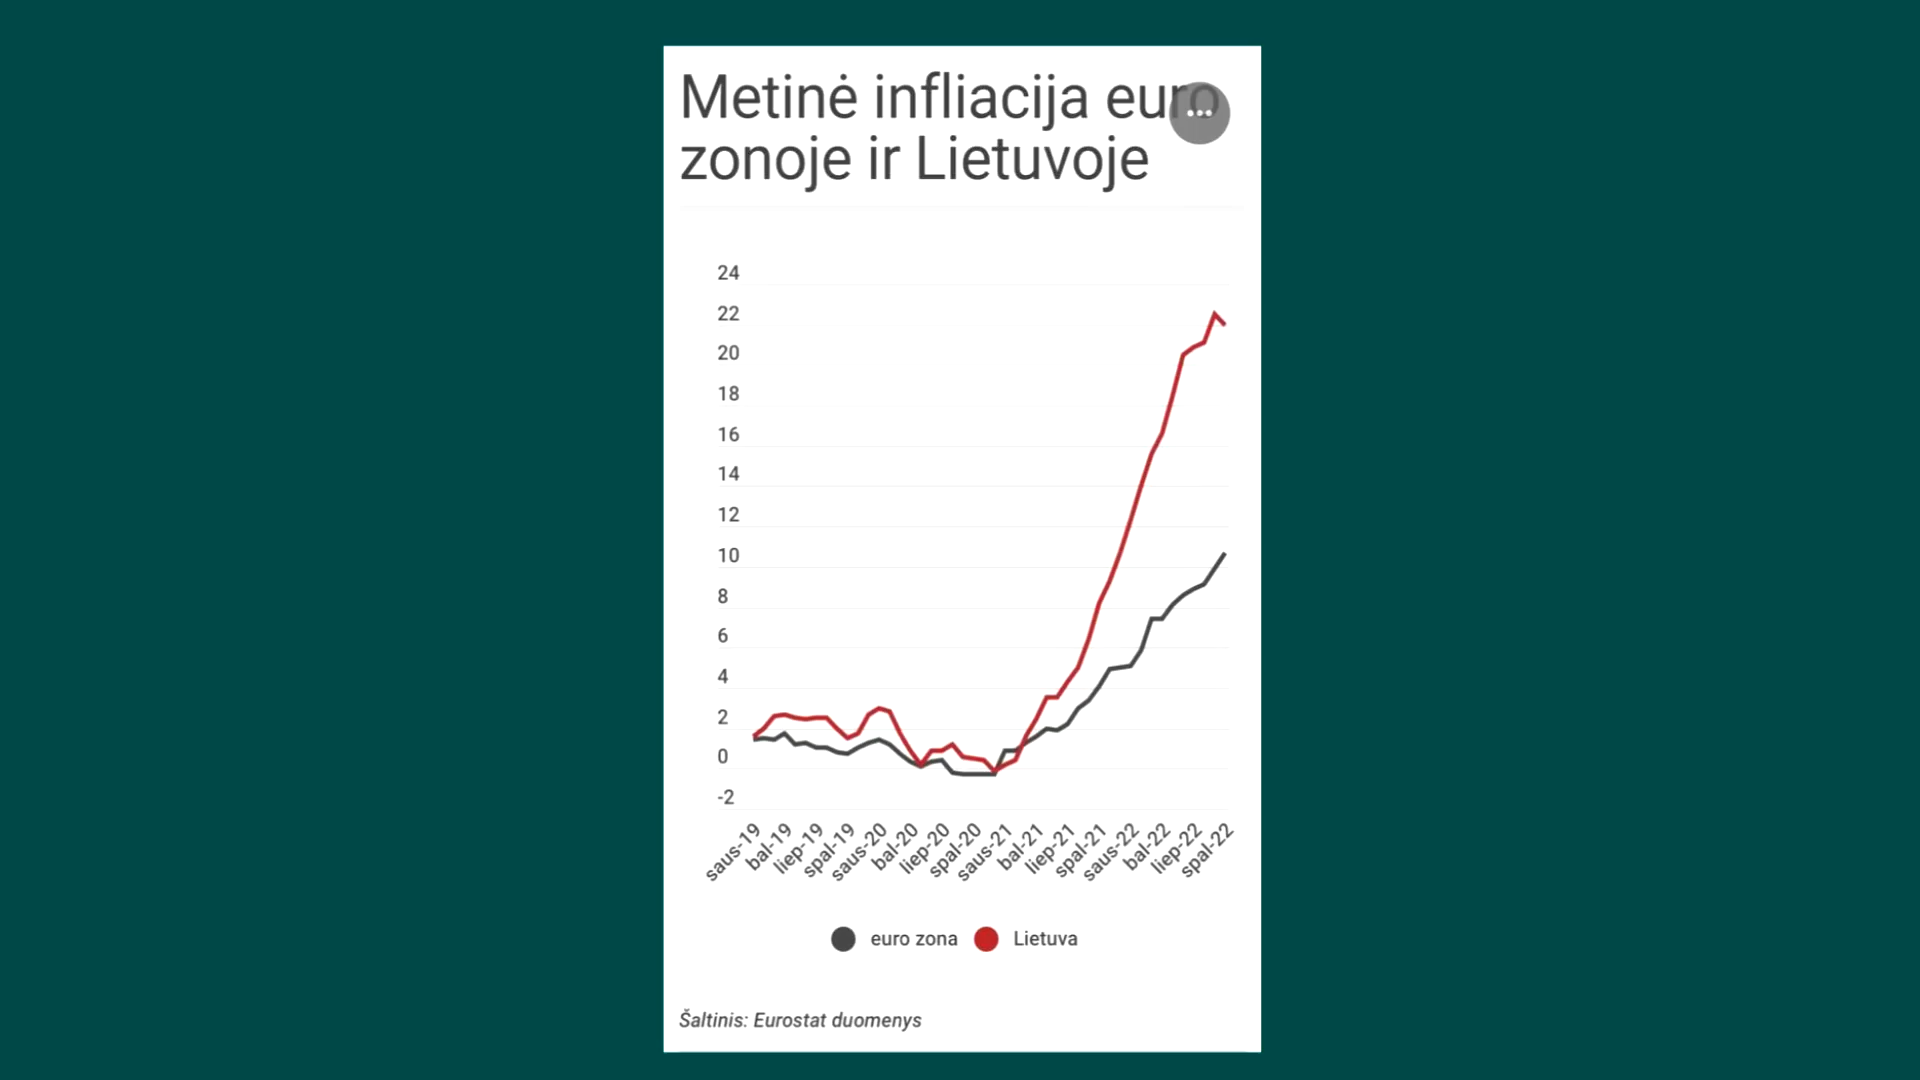 Metinė infliacija euro
zonoje ir Lietuvoje
24
22
20
18
16
14
12
10
8
6
4
2
0
-2
saus-19
bal-19
liep-19
spal-19
saus-20
bal-20
liep-20
spal-20
saus-21
bal-21
liep-21
spal-21
saus-22
bal-22
liep-22
spal-22
euro zona
Lietuva
Šaltinis: Eurostat duomenys